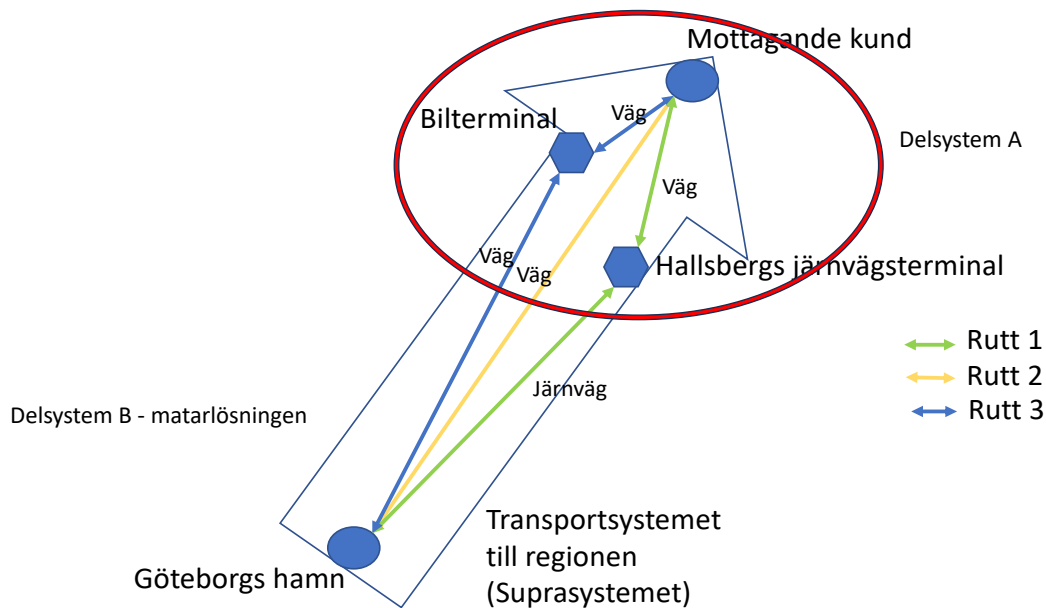 Mottagande kund
Bilterminal
Väg
Delsystem A
Väg
Väg
Väg
Hallsbergs järnvägsterminal
Rutt 1
Rutt 2
Rutt 3
Järnväg
Delsystem B - matarlösningen
Transportsystemet
till regionen
(Suprasystemet)
Göteborgs hamn